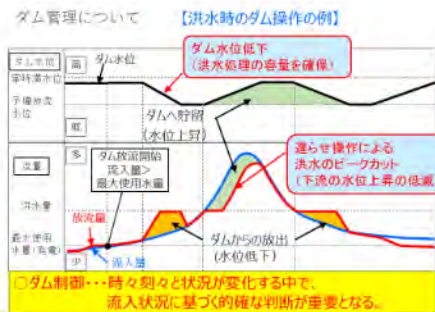 ダム管理について
【洪水時のダム操作の例】
ダム水位
高
常時満水位
予備放流
水位
低
ダム水位
ダム水位低下
(洪水処理の容量を確保)
ダムへ貯留
(水位上昇)
流量
多
ダム放流開始
流入量>
最大使用水量
遅らせ操作による
洪水のピークカット
(下流の水位上昇の低減)
洪水量
放流量
最大使用
水量(発電)
少
流入量
ダムからの放出
(水位低下)
○ダム制御・・・時々刻々と状況が変化する中で、
流入状況に基づく的確な判断が重要となる。